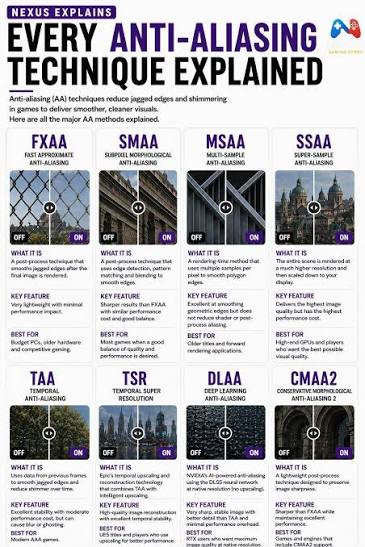 NEXUS EXPLAINS
EVERY ANTI-ALIASING
TECHNIQUE EXPLAINED
Anti-aliasing (AA) techniques reduce jagged edges and shimmering
in games to deliver smoother, cleaner visuals.
Here are all the major AA methods explained.
FXAA
FAST APPROXIMATE
ANTI-ALIASING
OFF
ON
WHAT IT IS
A post-process technique that
smooths jagged edges after the
final image is rendered.
KEY FEATURE
Very lightweight with minimal
performance impact.
BEST FOR
Budget PCs, older hardware
and competitive gaming.
SMAA
SUBPIXEL MORPHOLOGICAL
ANTI-ALIASING
OFF
ON
WHAT IT IS
A post-process technique that
uses edge detection, pattern
matching and blending to
smooth edges.
KEY FEATURE
Sharper results than FXAA
with similar performance
cost and good balance.
BEST FOR
Most games when a good
balance of quality and
performance is desired.
MSAA
MULTI-SAMPLE
ANTI-ALIASING
OFF
ON
WHAT IT IS
A rendering-time method that
uses multiple samples per
pixel to smooth polygon
edges.
KEY FEATURE
Excellent at smoothing
geometry edges but does
not reduce shader or post-
process aliasing.
BEST FOR
Older titles and forward
rendering applications.
SSAA
SUPER-SAMPLE
ANTI-ALIASING
OFF
ON
WHAT IT IS
The entire scene is rendered at
a much higher resolution and
then scaled down to your
display.
KEY FEATURE
Delivers the highest image
quality but has the highest
performance cost.
BEST FOR
High-end GPUs and players
who want the best possible
visual quality.
TAA
TEMPORAL
ANTI-ALIASING
OFF
ON
WHAT IT IS
Uses data from previous frames
to smooth jagged edges and
reduce shimmer over time.
KEY FEATURE
Excellent stability with moderate
performance cost, but can
cause blur or ghosting.
BEST FOR
Modern AAA games.
TSR
TEMPORAL SUPER
RESOLUTION
OFF
ON
WHAT IT IS
Epic's temporal upscaling and
reconstruction technology
that combines TAA with
intelligent upscaling.
KEY FEATURE
High-quality image reconstruction
with excellent temporal stability.
BEST FOR
UE5 titles and players who use
upscaling for better performance.
DLAA
DEEP LEARNING
ANTI-ALIASING
OFF
ON
WHAT IT IS
NVIDIA's AI-powered anti-aliasing
using the DLSS neural network
at native resolution (no upscaling).
KEY FEATURE
Very sharp, stable image with
better detail than TAA and
minimal performance overhead.
BEST FOR
RTX users who want maximum
image quality at native resolution.
CMAA2
CONSERVATIVE MORPHOLOGICAL
ANTI-ALIASING 2
OFF
ON
WHAT IT IS
A lightweight post-process
technique designed to preserve
image sharpness.
KEY FEATURE
Sharper than FXAA while
maintaining excellent
performance.
BEST FOR
Games and engines that
include CMAA2 support.